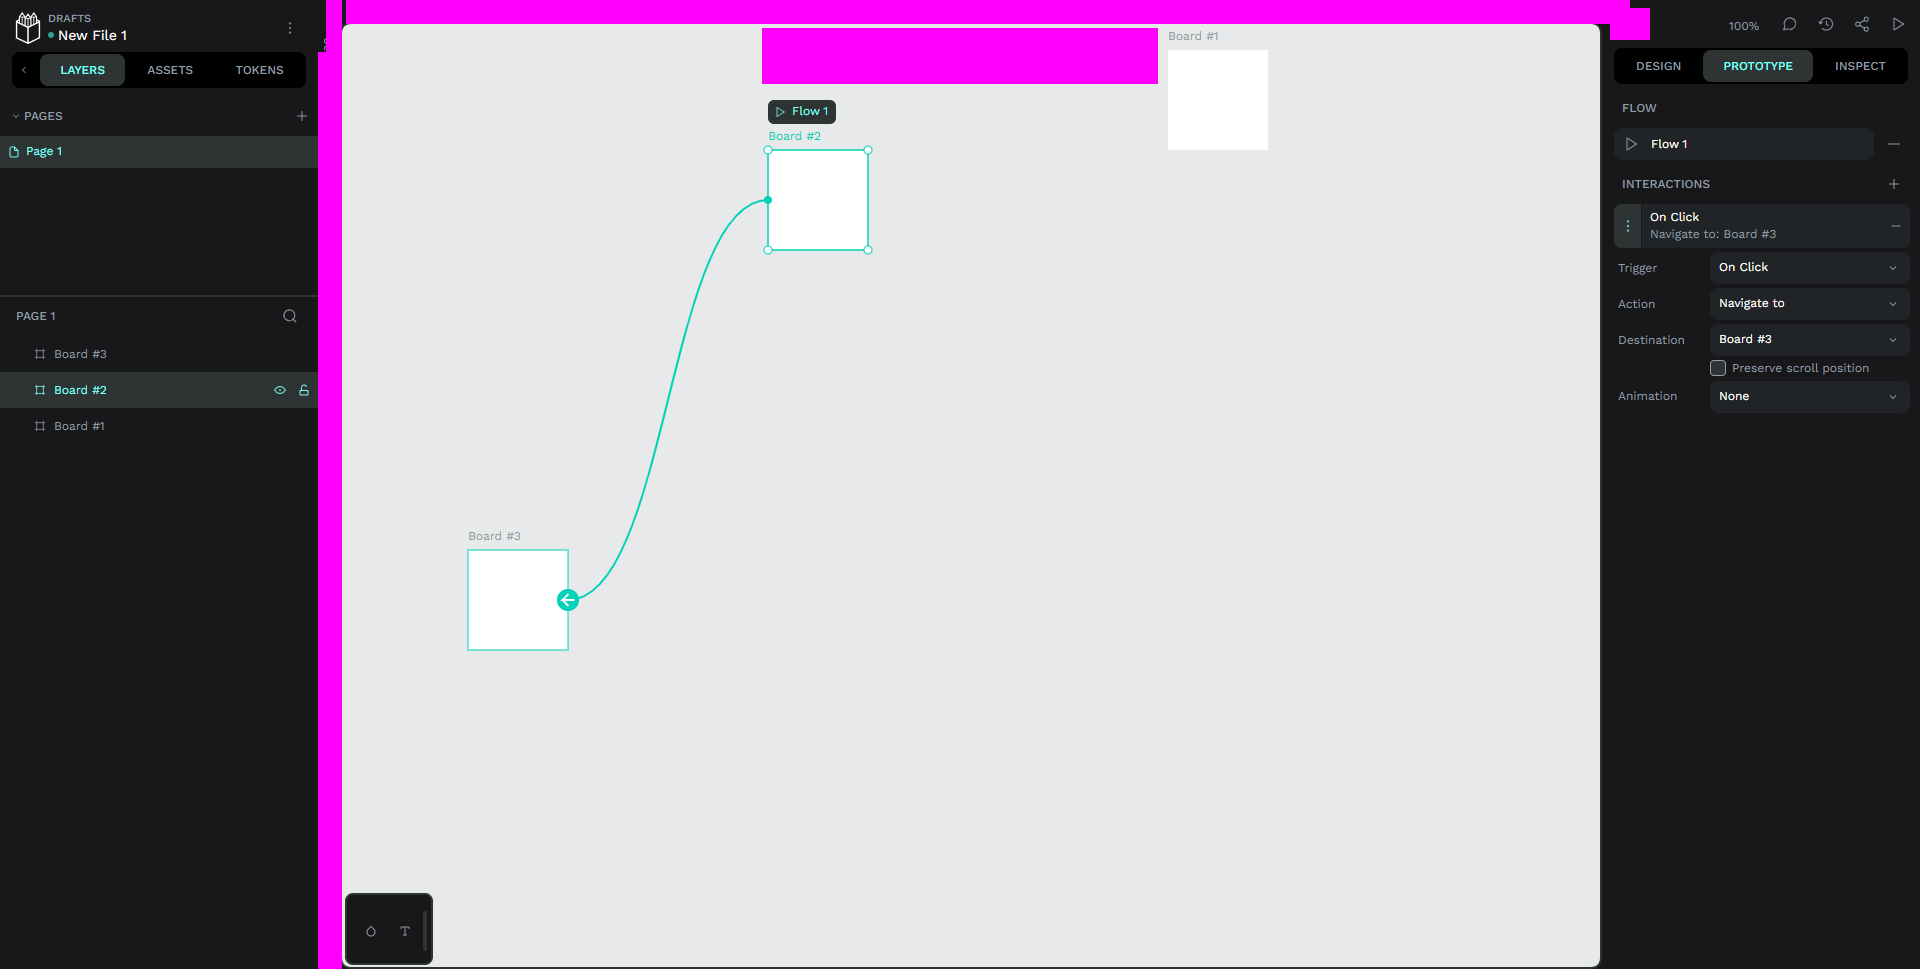 DRAFTS
New File 1
LAYERS
ASSETS
TOKENS
PAGES
Page 1
PAGE 1
Board #3
Board #2
Board #1
Board #1
Flow 1
Board #2
Board #3
100%
DESIGN
PROTOTYPE
INSPECT
FLOW
Flow 1
INTERACTIONS
On Click
Navigate to: Board #3
Trigger
On Click
Action
Navigate to
Destination
Board #3
Preserve scroll position
Animation
None